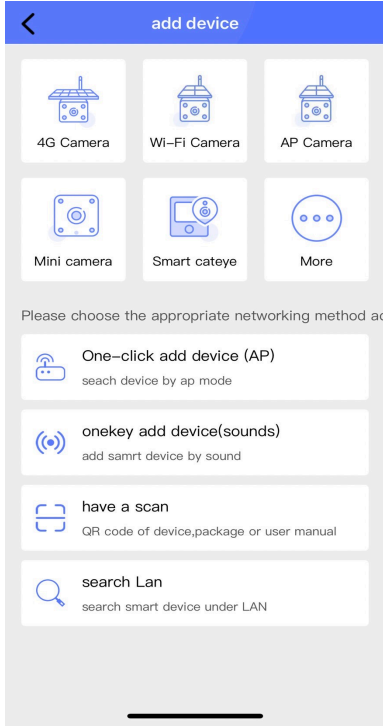 add device
4G Camera
Wi-Fi Camera
AP Camera
Mini camera
Smart cateye
More
Please choose the appropriate networking method
One-click add device (AP)
seach device by ap mode
onekey add device(sounds)
add samrt device by sound
have a scan
QR code of device,package or user manual
search Lan
search smart device under LAN